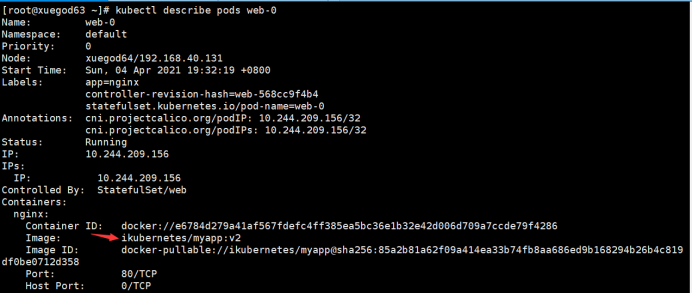 [root@xuegod63 ~]# kubectl describe pods web-0
Name:         web-0
Namespace:    default
Priority:     0
Node:         xuegod64/192.168.40.131
Start Time:   Sun, 04 Apr 2021 19:32:19 +0800
Labels:       app=nginx
              controller-revision-hash=web-568cc9f4b4
              statefulset.kubernetes.io/pod-name=web-0
Annotations:  cni.projectcalico.org/podIP: 10.244.209.156/32
              cni.projectcalico.org/podIPs: 10.244.209.156/32
Status:       Running
IP:           10.244.209.156
IPs:
  IP:           10.244.209.156
Controlled By:  StatefulSet/web
Containers:
  nginx:
    Container ID:   docker://e6784d279a41af567fdefc4ff385ea5bc36e1b32e42d006d709a7ccde79f4286
    Image:          ikubernetes/myapp:v2
    Image ID:       docker-pullable://ikubernetes/myapp@sha256:85a2b81a62f09a414ea33b74fb8aa686ed9b168294b26b4c819
df0be0712d358
    Port:           80/TCP
    Host Port:      0/TCP